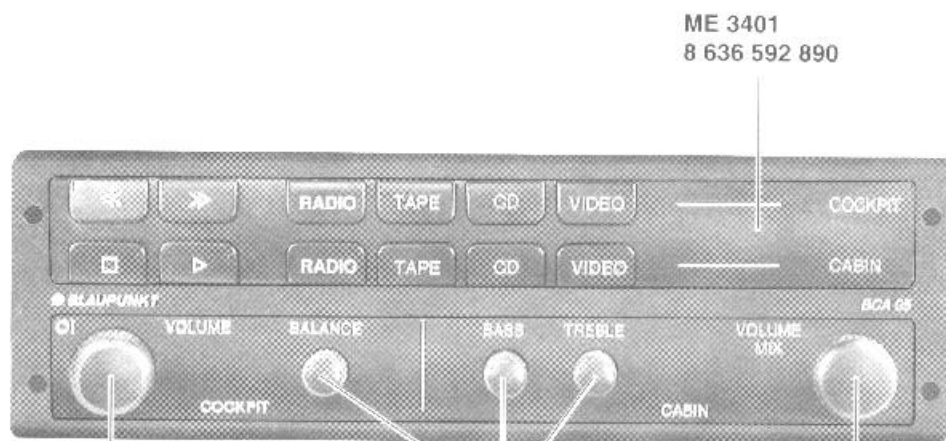 ME 3401
8 636 592 890
RADIO TAPE CD VIDEO COCKPIT
RADIO TAPE CD VIDEO CABIN
BLAUPUNKT BCA 05
VOLUME BALANCE BASS TREBLE VOLUME
MIX
COCKPIT CABIN